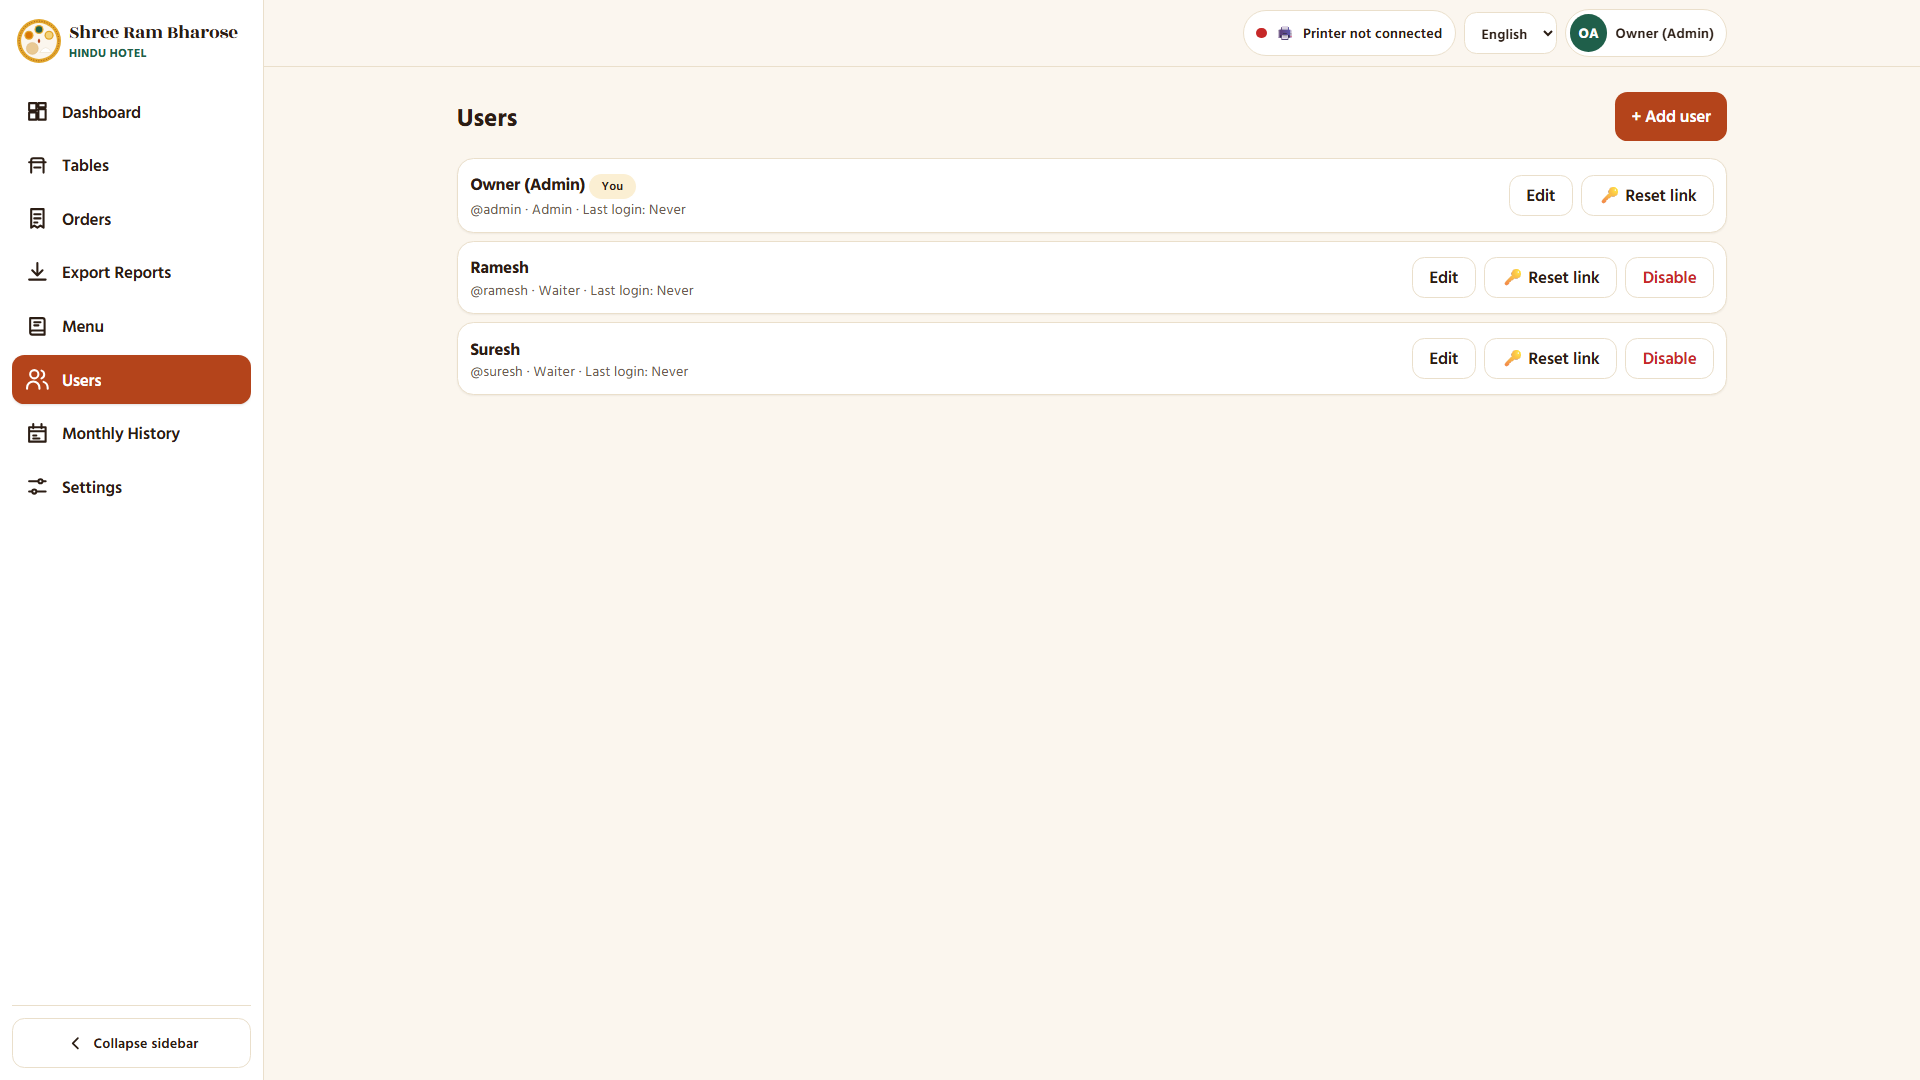 Shree Ram Bharose
HINDU HOTEL
Dashboard
Tables
Orders
Export Reports
Menu
Users
Monthly History
Settings
Collapse sidebar
Printer not connected
English
OA
Owner (Admin)
Users
+ Add user
Owner (Admin) You
@admin · Admin · Last login: Never
Edit
Reset link
Ramesh
@ramesh · Waiter · Last login: Never
Edit
Reset link
Disable
Suresh
@suresh · Waiter · Last login: Never
Edit
Reset link
Disable